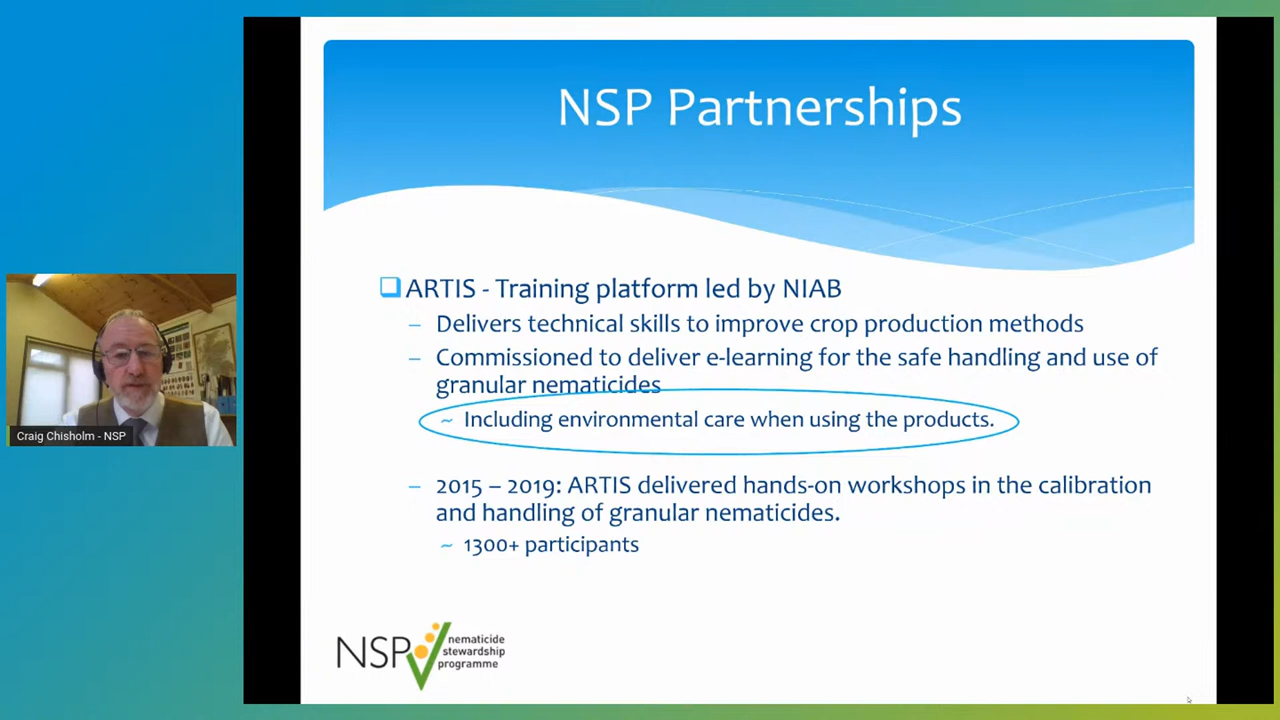 NSP Partnerships
ARTIS - Training platform led by NIAB
– Delivers technical skills to improve crop production methods
– Commissioned to deliver e-learning for the safe handling and use of
granular nematicides
~ Including environmental care when using the products.
– 2015 – 2019: ARTIS delivered hands-on workshops in the calibration
and handling of granular nematicides.
~ 1300+ participants
Craig Chisholm - NSP
NSP nematicide
stewardship
programme